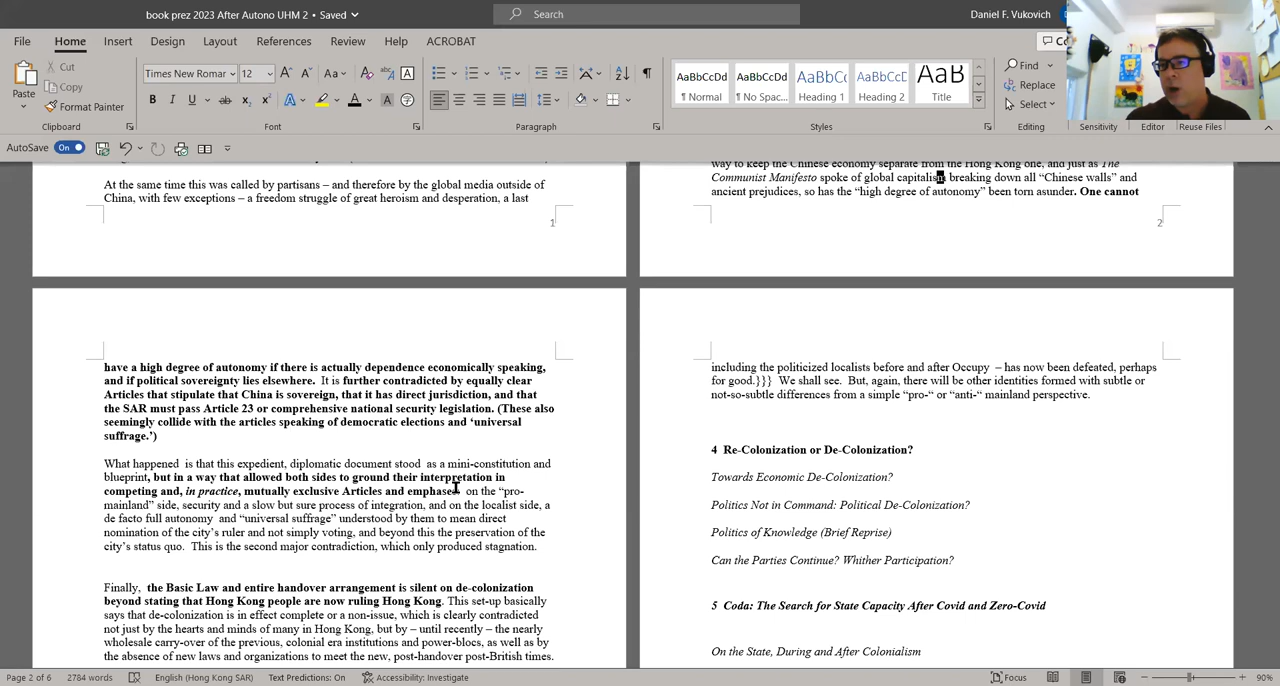 book prez 2023 After Autono UHM 2 • Saved
Search
Daniel F. Vukovich
File Home Insert Draw Design Layout References Review Help ACROBAT
Paste
Cut
Copy
Format Painter
Times New Romar 12
AaBbCcDd AaBbCcDd AaBbC( AaBbCcE AaB
¶ Normal ¶ No Spac... Heading 1 Heading 2 Title
Find
Replace
Select
Clipboard Font Paragraph Styles Editing Sensitivity Editor Reuse Files
AutoSave On
At the same time this was called by partisans – and therefore by the global media outside of
China, with few exceptions – a freedom struggle of great heroism and desperation, a last
1
way to keep the Chinese economy separate from the Hong Kong one, and just as The
Communist Manifesto spoke of global capitalism breaking down all “Chinese walls” and
ancient prejudices, so has the “high degree of autonomy” been torn asunder. One cannot
2
have a high degree of autonomy if there is actually dependence economically speaking,
and if political sovereignty lies elsewhere. It is further contradicted by equally clear
Articles that stipulate that China is sovereign, that it has direct jurisdiction, and that
the SAR must pass Article 23 or comprehensive national security legislation. (These also
seemingly collide with the articles speaking of democratic elections and ‘universal
suffrage.’)
What happened is that this expedient, diplomatic document stood as a mini-constitution and
blueprint, but in a way that allowed both sides to ground their interpretation in
competing and, in practice, mutually exclusive Articles and emphases on the “pro-
mainland” side, security and a slow but sure process of integration, and on the localist side, a
de facto full autonomy and “universal suffrage” understood by them to mean direct
nomination of the city’s ruler and not simply voting, and beyond this the preservation of the
city’s status quo. This is the second major contradiction, which only produced stagnation.
Finally, the Basic Law and entire handover arrangement is silent on de-colonization
beyond stating that Hong Kong people are now ruling Hong Kong. This set-up basically
says that de-colonization is in effect complete or a non-issue, which is clearly contradicted
not just by the hearts and minds of many in Hong Kong, but by – until recently – the nearly
wholesale carry-over of the previous, colonial era institutions and power-blocs, as well as by
the absence of new laws and organizations to meet the new, post-handover post-British times.
including the politicized localists before and after Occupy – has now been defeated, perhaps
for good.}}} We shall see. But, again, there will be other identities formed with subtle or
not-so-subtle differences from a simple “pro-“ or “anti-“ mainland perspective.
4 Re-Colonization or De-Colonization?
Towards Economic De-Colonization?
Politics Not in Command: Political De-Colonization?
Politics of Knowledge (Brief Reprise)
Can the Parties Continue? Whither Participation?
5 Coda: The Search for State Capacity After Covid and Zero-Covid
On the State, During and After Colonialism
Page 2 of 6 2784 words English (Hong Kong SAR) Text Predictions: On Accessibility: Investigate Focus 90%